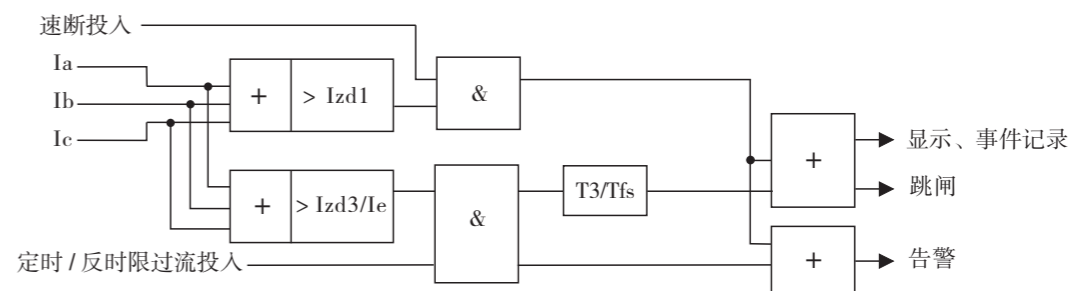 速断投入
Ia
Ib
Ic
+
> Izd1
&
+
> Izd3/Ie
&
T3/Tfs
定时 / 反时限过流投入
+
显示、事件记录
跳闸
+
告警